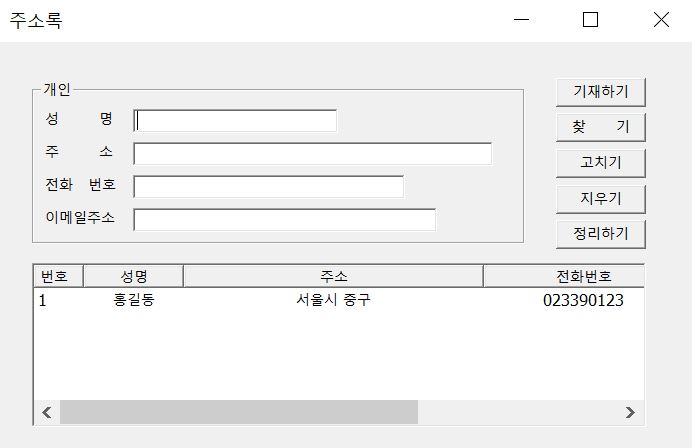 주소록
개인
성 명
주 소
전화 번호
이메일주소
기재하기
찾 기
고치기
지우기
정리하기
번호 성명 주소 전화번호
1 홍길동 서울시 중구 023390123